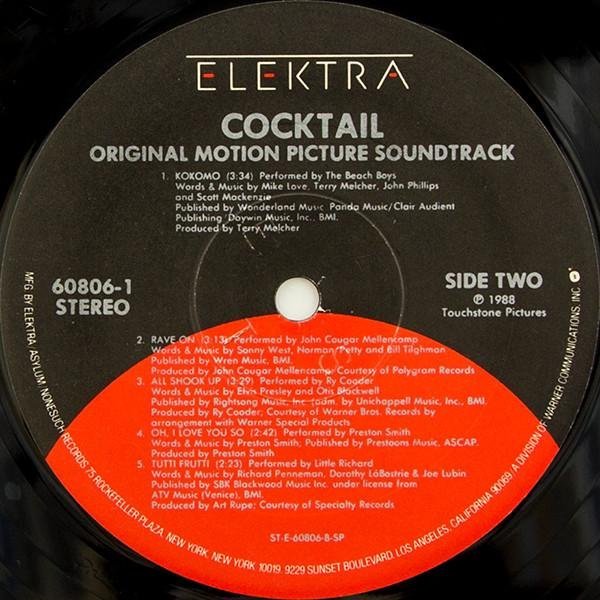 ELEKTRA
COCKTAIL
ORIGINAL MOTION PICTURE SOUNDTRACK
1. KOKOMO (3:34) Performed by The Beach Boys
Words & Music by Mike Love, Terry Melcher, John Phillips
and Scott Mackenzie
Published by Wonderland Music, Panda Music/Clair Audient
Publishing, Daywin Music, Inc., BMI.
Produced by Terry Melcher
60806-1
STEREO
SIDE TWO
℗ 1988
Touchstone Pictures
2. RAVE ON (3:13) Performed by John Cougar Mellencamp
Words & Music by Sonny West, Norman Petty and Bill Tilghman
Published by Wren Music, BMI.
Produced by John Cougar Mellencamp; Courtesy of Polygram Records
3. ALL SHOOK UP (3:29) Performed by Ry Cooder
Words & Music by Elvis Presley and Otis Blackwell
Published by Rightsong Music, Inc (adm. by Unichappell Music, Inc., BMI.
Produced by Ry Cooder; Courtesy of Warner Bros. Records by
arrangement with Warner Special Products
4. OH, I LOVE YOU SO (2:42) Performed by Preston Smith
Words & Music by Preston Smith; Published by Prestoons Music, ASCAP.
Produced by Preston Smith
5. TUTTI FRUTTI (2:23) Performed by Little Richard
Words & Music by Richard Penneman, Dorothy LaBostrie & Joe Lubin
Published by SBK Blackwood Music Inc. under license from
ATV Music (Venice), BMI.
Produced by Art Rupe; Courtesy of Specialty Records
ST-E-60806-B-SP
MFG BY ELEKTRA/ASYLUM/NONESUCH RECORDS, 75 ROCKEFELLER PLAZA, NEW YORK, NEW YORK 10019. 9229 SUNSET BOULEVARD, LOS ANGELES, CALIFORNIA 90069. A DIVISION OF WARNER COMMUNICATIONS, INC.